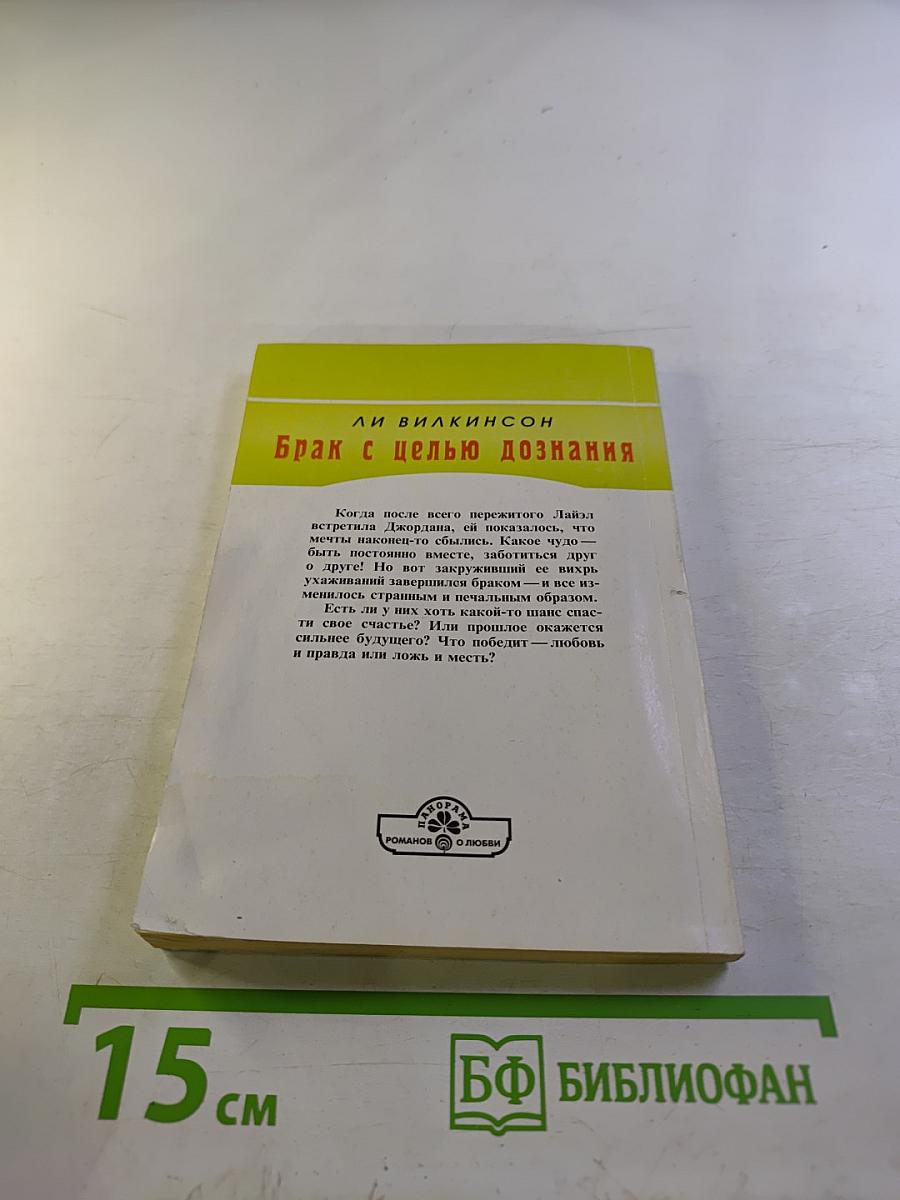 ЛИ ВИЛКИНСОН
Брак с целью дознания
Когда после всего пережитого Лайэл
встретила Джордана, ей показалось, что
мечты наконец-то сбылись. Какое чудо —
быть постоянно вместе, заботиться друг
о друге! Но вот закруживший ее вихрь
ухаживаний завершился браком — и все из-
менилось странным и печальным образом.
Есть ли у них хоть какой-то шанс спас-
ти свое счастье? Или прошлое окажется
сильнее будущего? Что победит — любовь
и правда или ложь и месть?
ПАНОРАМА
РОМАНОВ О ЛЮБВИ
15 см
БФ БИБЛИОФАН